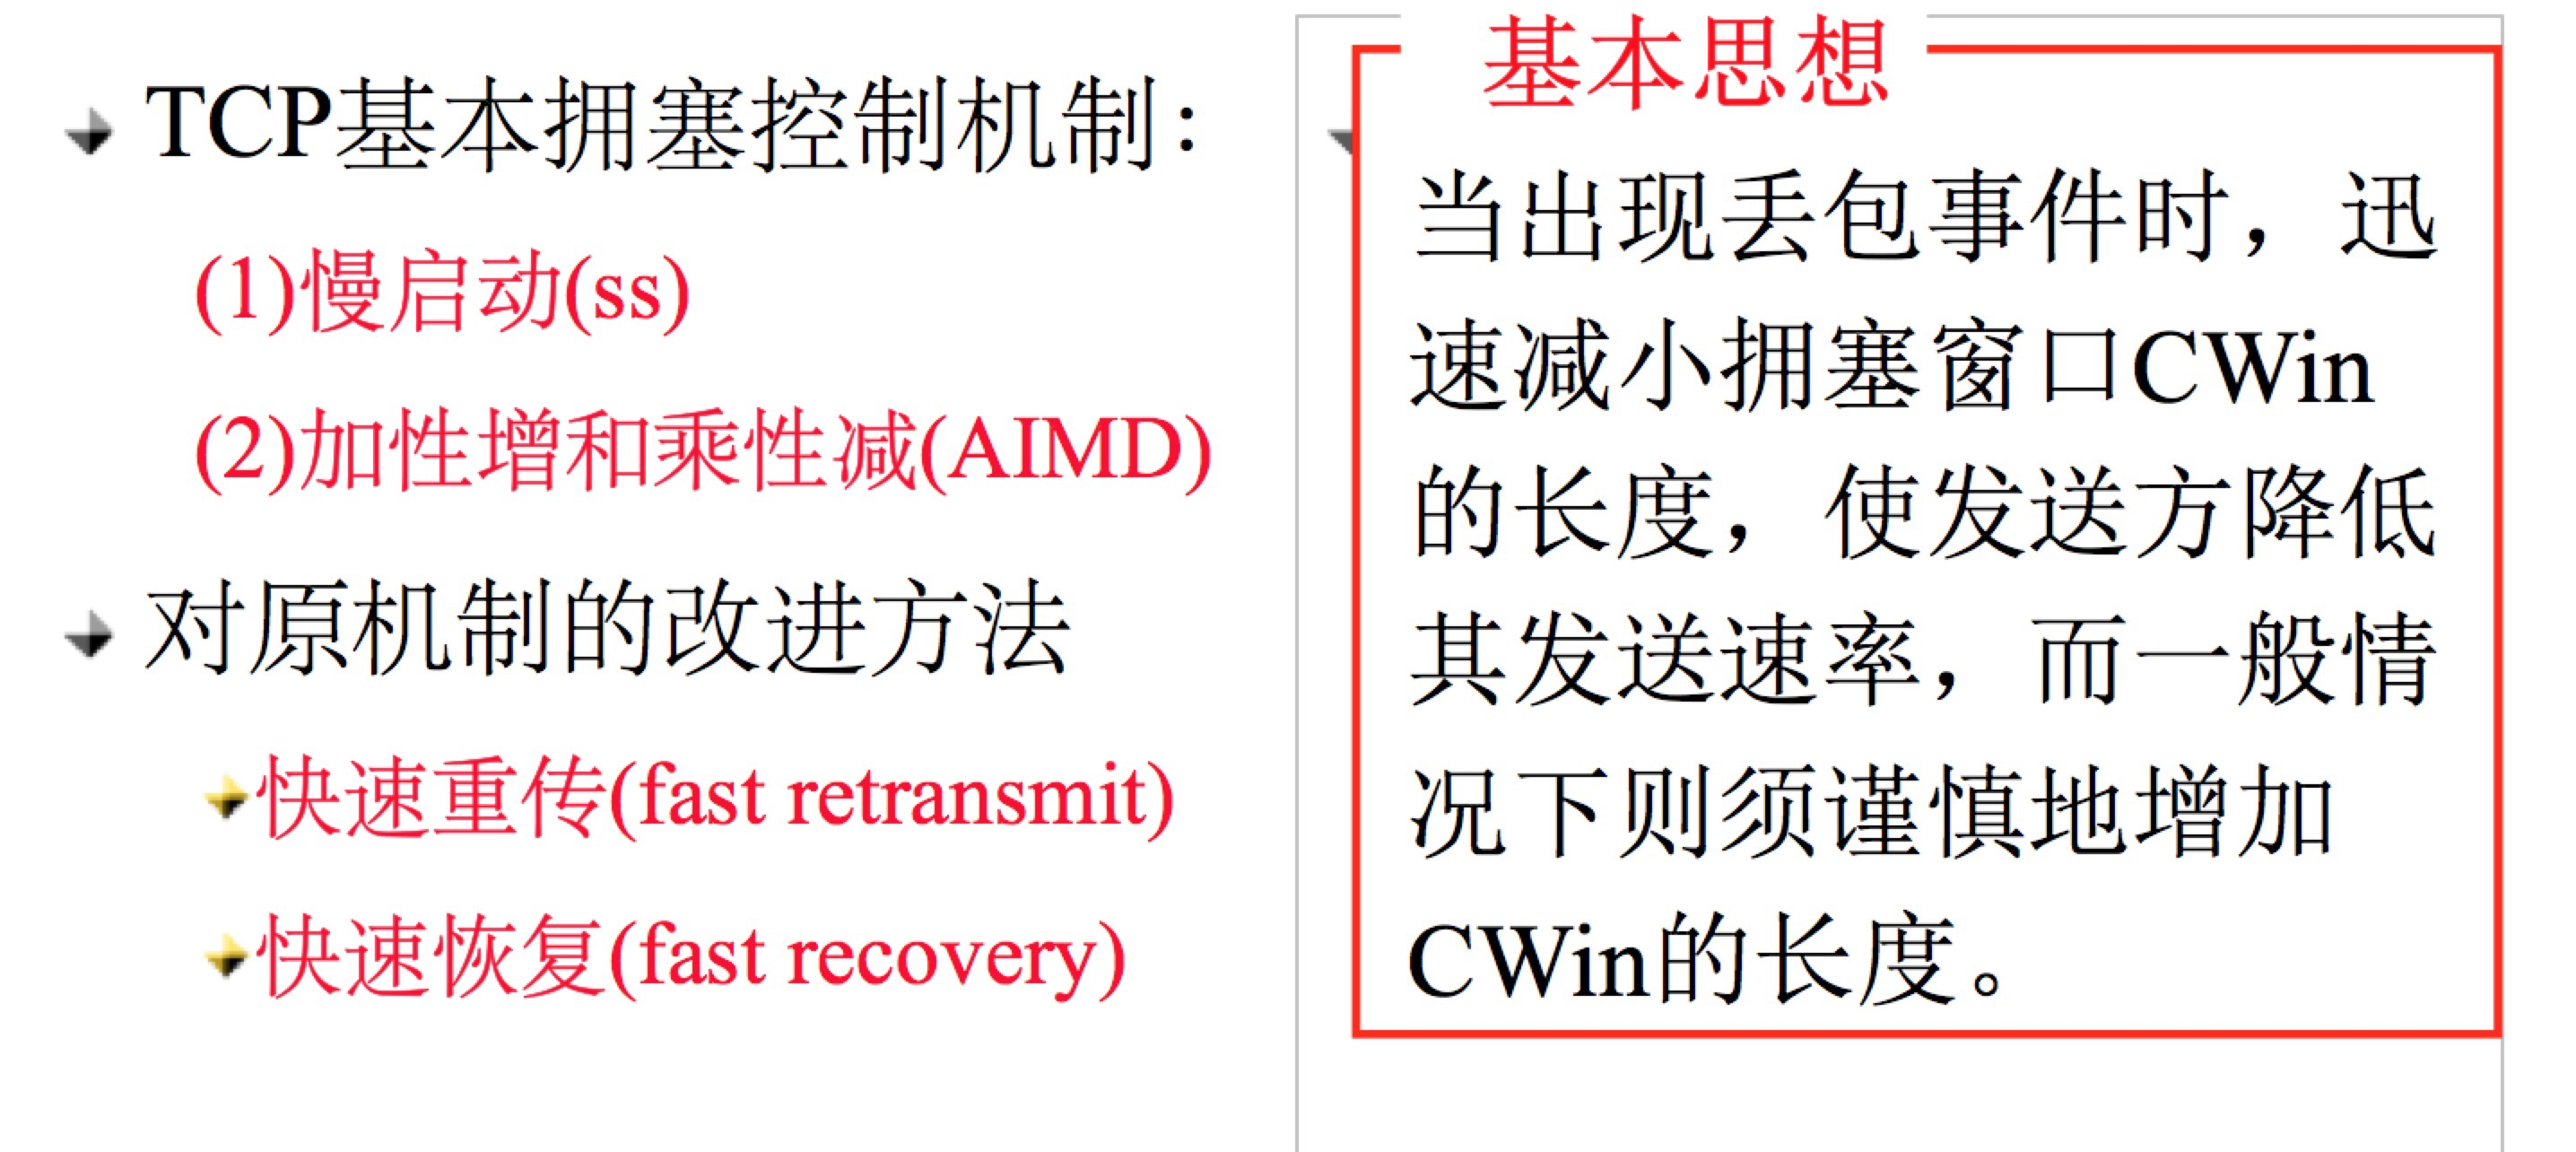 TCP基本拥塞控制机制:
(1)慢启动(ss)
(2)加性增和乘性减(AIMD)
对原机制的改进方法
快速重传(fast retransmit)
快速恢复(fast recovery)
基本思想
当出现丢包事件时，迅
速减小拥塞窗口CWin
的长度，使发送方降低
其发送速率，而一般情
况下则须谨慎地增加
CWin的长度。